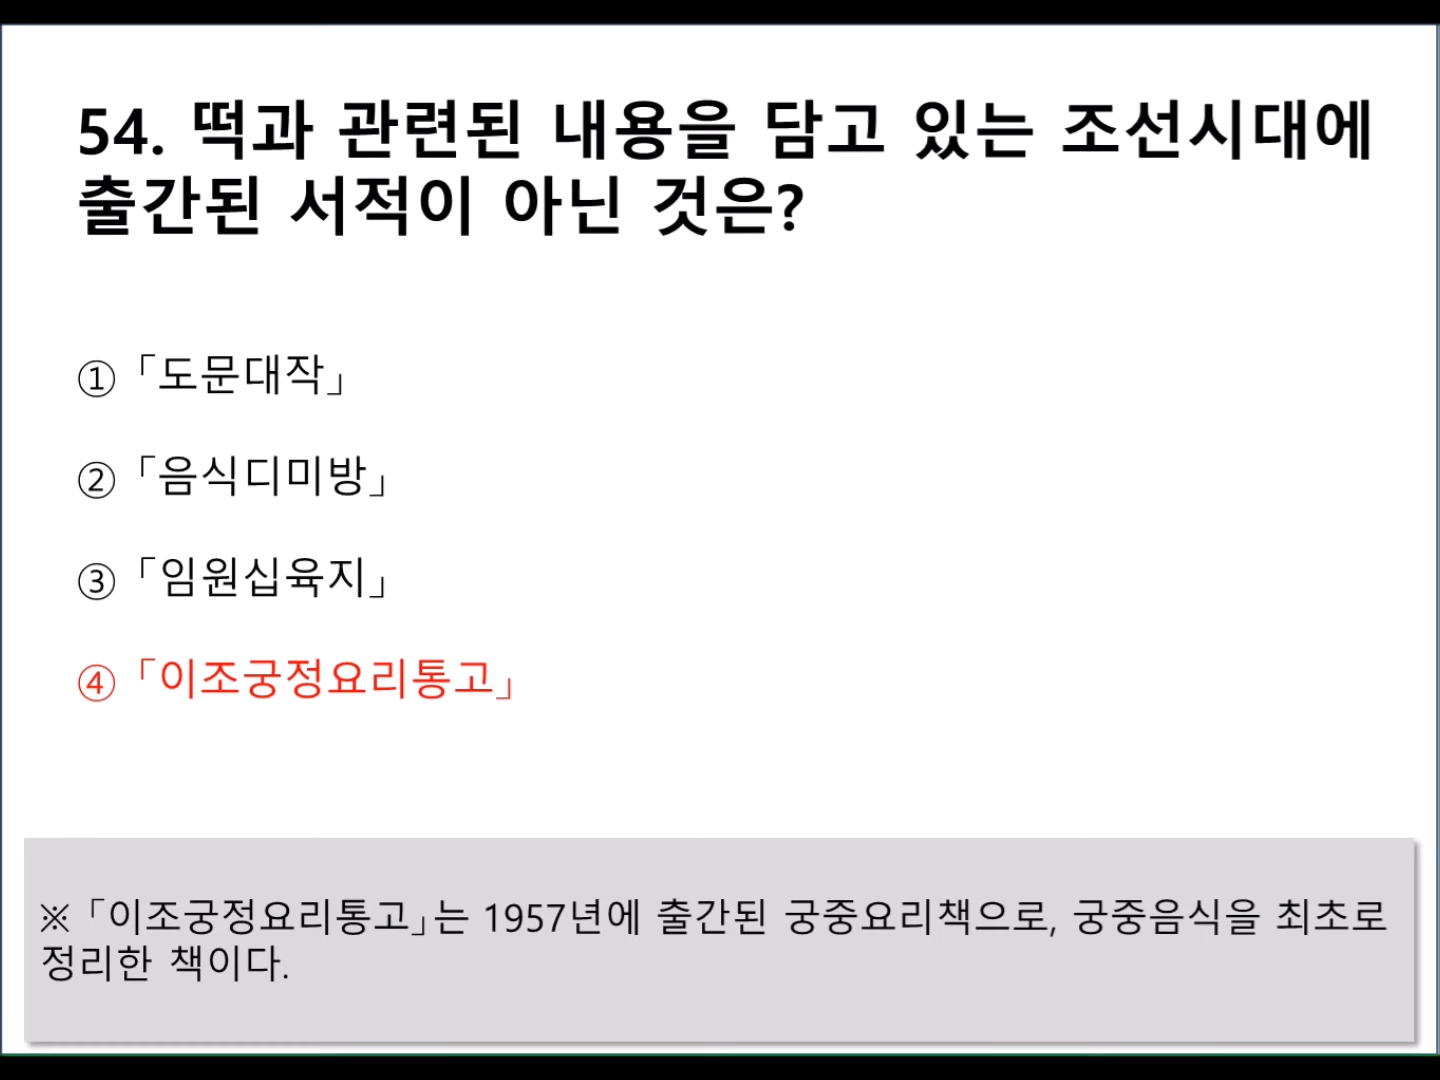 54. 떡과 관련된 내용을 담고 있는 조선시대에
출간된 서적이 아닌 것은?
① 「도문대작」
② 「음식디미방」
③ 「임원십육지」
④ 「이조궁정요리통고」
※ 「이조궁정요리통고」는 1957년에 출간된 궁중요리책으로, 궁중음식을 최초로
정리한 책이다.